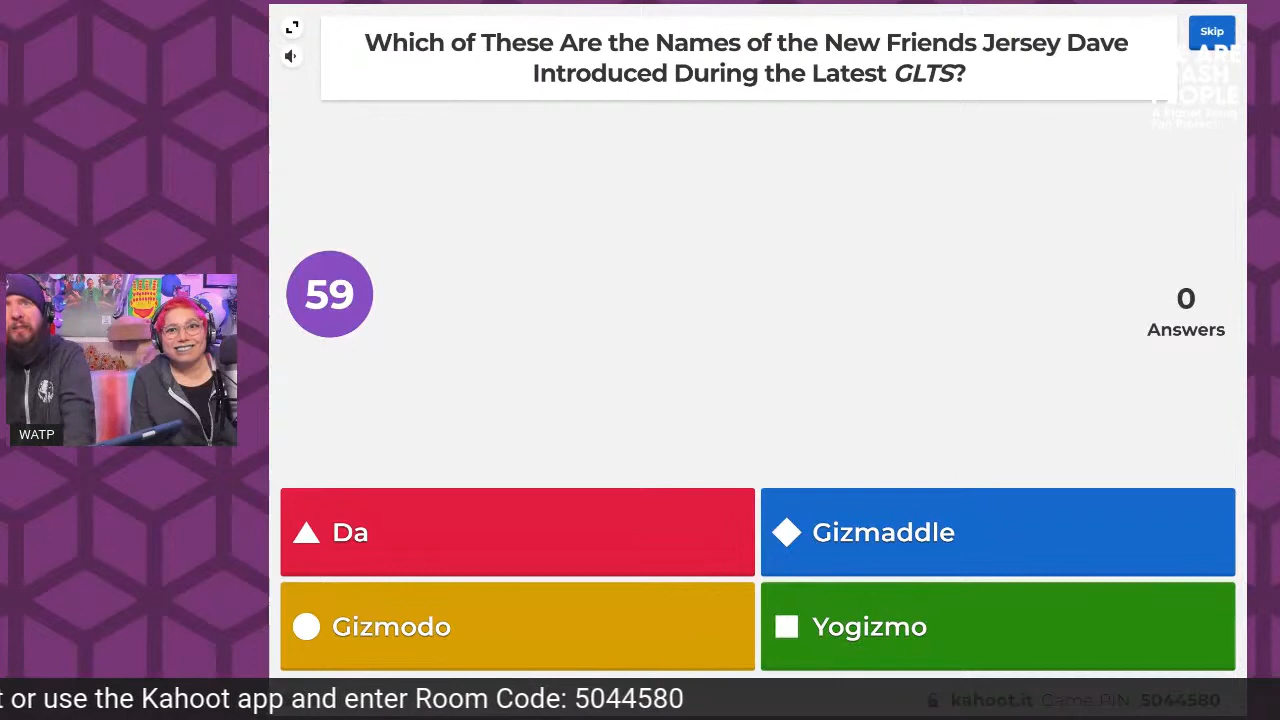 Which of These Are the Names of the New Friends Jersey Dave
Introduced During the Latest GLTS?
Skip
59
0
Answers
WATP
Da
Gizmaddle
Gizmodo
Yogizmo
t or use the Kahoot app and enter Room Code: 5044580
kahoot.it Game PIN: 5044580